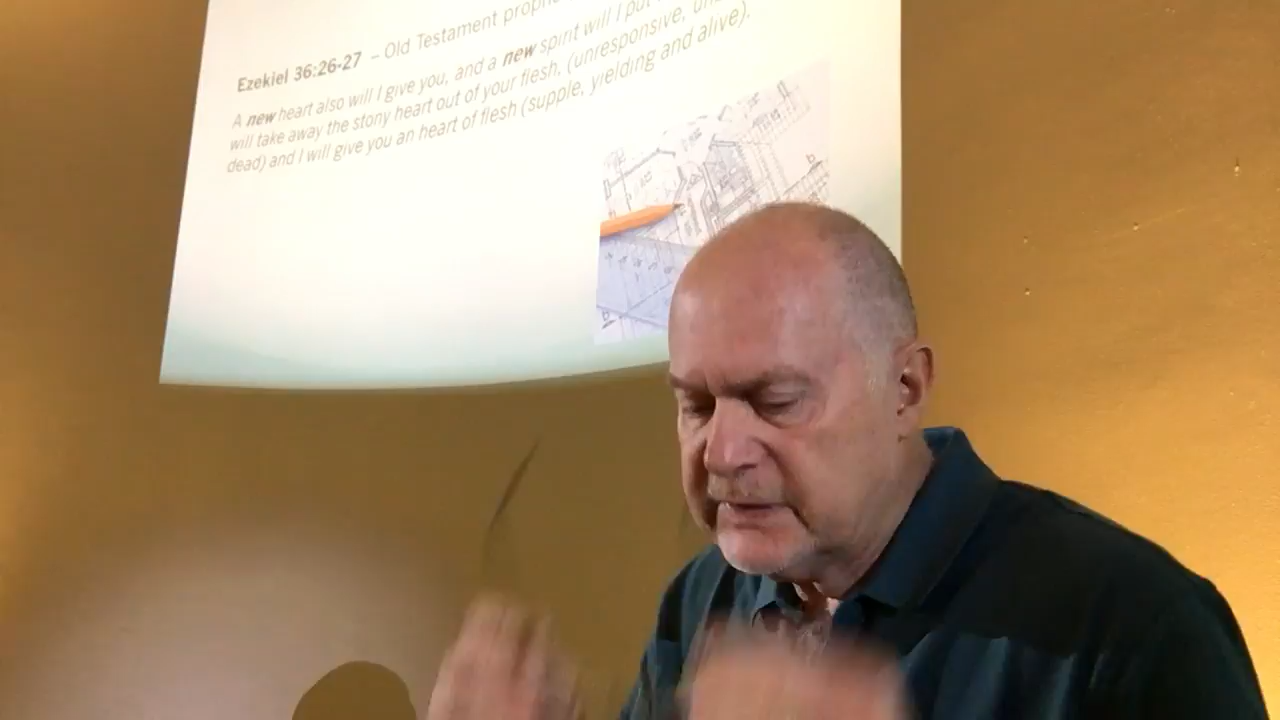 Ezekiel 36:26-27 – Old Testament
A new heart also will I give you, and a new spirit will I put
will take away the stony heart out of your flesh, (unresponsive,
dead) and I will give you an heart of flesh (supple, yielding and alive).